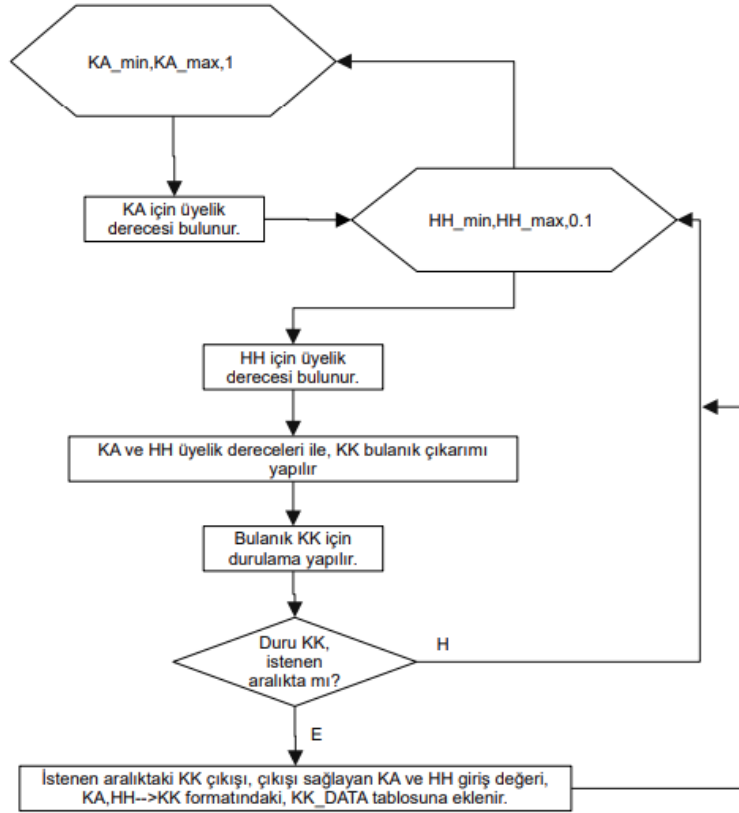 KA_min,KA_max,1
KA için üyelik
derecesi bulunur.
HH_min,HH_max,0.1
HH için üyelik
derecesi bulunur.
KA ve HH üyelik dereceleri ile, KK bulanık çıkarımı
yapılır
Bulanık KK için
durulama yapılır.
Duru KK,
istenen
aralıkta mı?
H
E
İstenen aralıktaki KK çıkışı, çıkışı sağlayan KA ve HH giriş değeri,
KA,HH-->KK formatındaki, KK_DATA tablosuna eklenir.